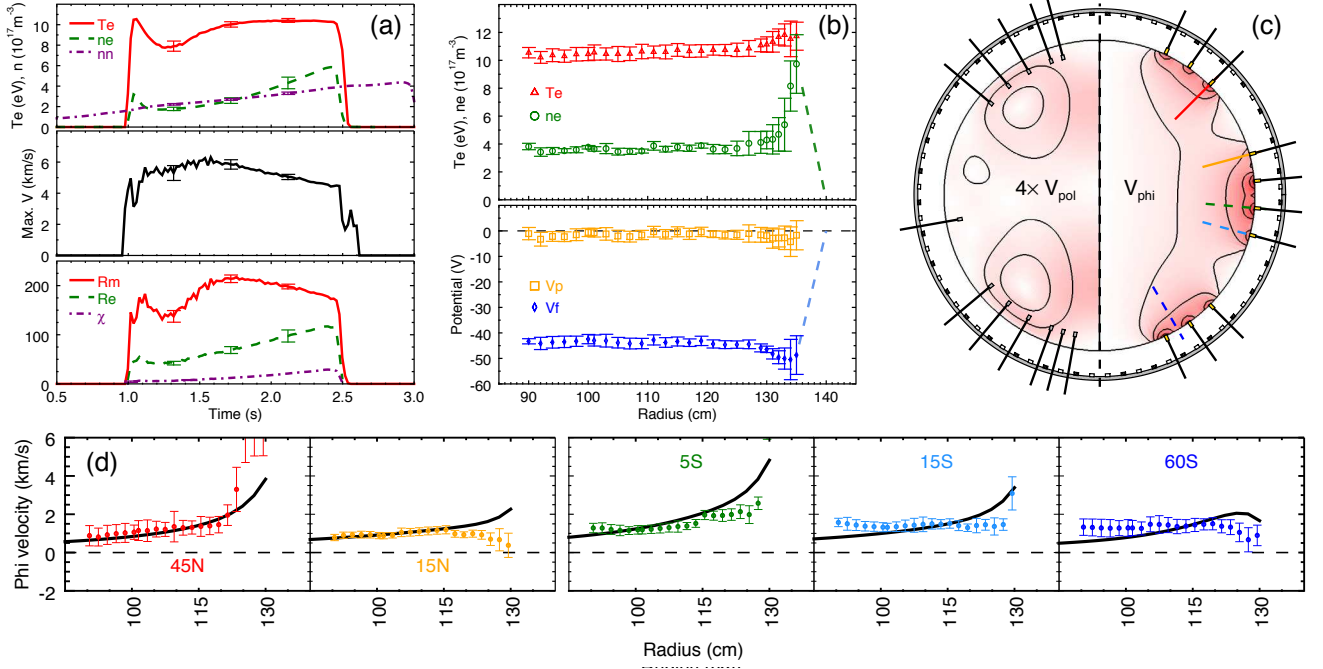 (a)
Te (eV), n (10^17 m^-3)
Te
ne
nn
10
8
6
4
2
0
Max. V (km/s)
6
4
2
0
Rm
Re
χ
200
100
0
0.5 1.0 1.5 2.0 2.5 3.0
Time (s)
(b)
Te (eV), ne (10^17 m^-3)
12
10
8
6
4
2
0
Te
ne
Potential (V)
0
-10
-20
-30
-40
-50
-60
Vp
Vf
90 100 110 120 130 140
Radius (cm)
(c)
4× V_pol
V_phi
(d)
Phi velocity (km/s)
6
4
2
0
-2
45N
15N
5S
15S
60S
100 115 130 100 115 130 100 115 130 100 115 130 100 115 130
Radius (cm)